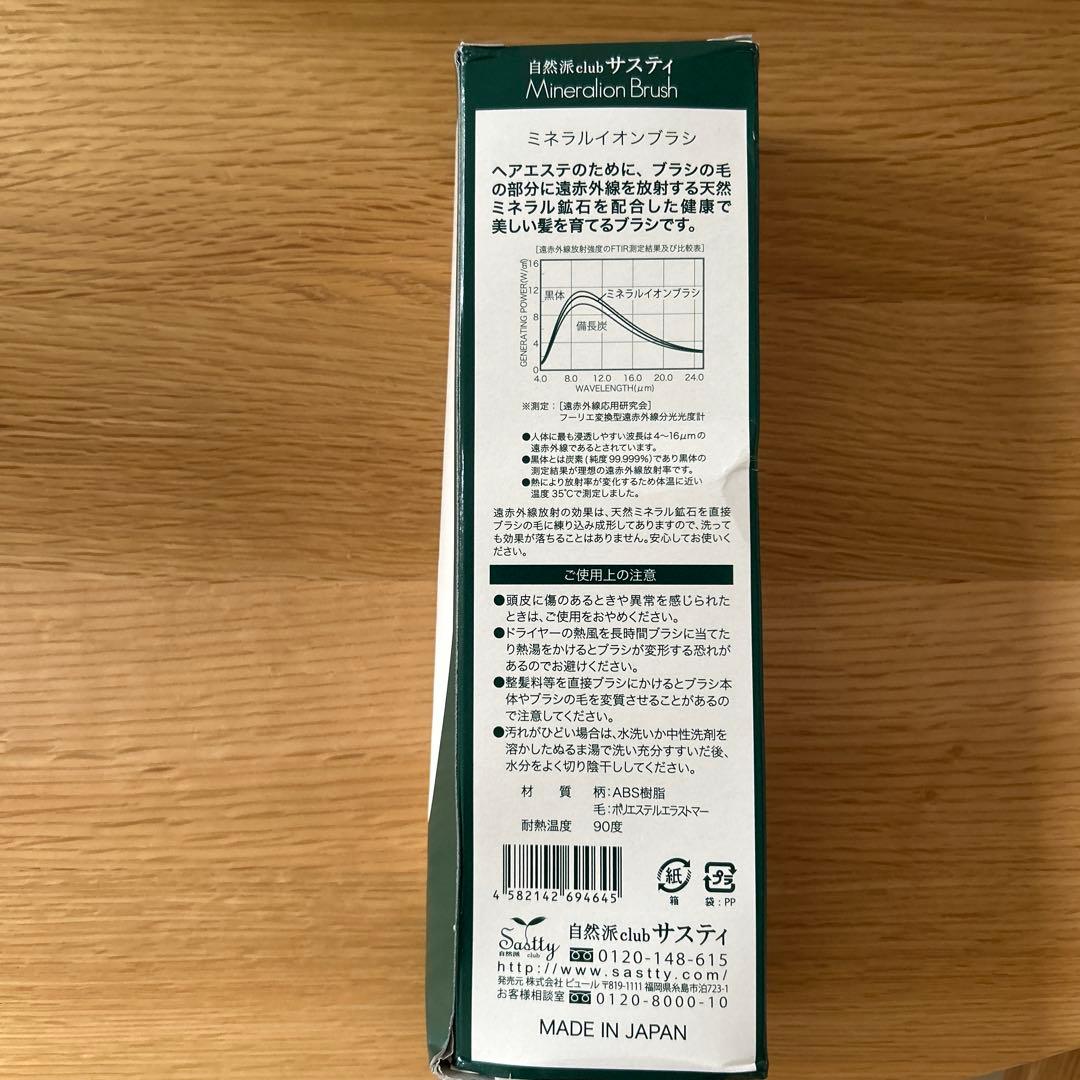 自然派clubサスティ
Mineralion Brush
ミネラルイオンブラシ
ヘアエステのために、ブラシの毛
の部分に遠赤外線を放射する天然
ミネラル鉱石を配合した健康で
美しい髪を育てるブラシです。
[遠赤外線放射強度のFTIR測定結果及び比較表]
GENERATING POWER(W/㎡)
16
12
8
4
0
黒体
ミネラルイオンブラシ
備長炭
4.0 8.0 12.0 16.0 20.0 24.0
WAVELENGTH(μm)
※測定：[遠赤外線応用研究会]
フーリエ変換型遠赤外線分光光度計
●人体に最も浸透しやすい波長は4〜16μmの
遠赤外線であるとされています。
●黒体とは炭素(純度99.999%)であり黒体の
測定結果が理想の遠赤外線放射率です。
●熱により放射率が変化するため体温に近い
温度35℃で測定しました。
遠赤外線放射の効果は、天然ミネラル鉱石を直接
ブラシの毛に練り込み成形してありますので、洗って
も効果が落ちることはありません。安心してお使いく
ださい。
ご使用上の注意
●頭皮に傷のあるときや異常を感じられた
ときは、ご使用をおやめください。
●ドライヤーの熱風を長時間ブラシに当てた
り熱湯をかけるとブラシが変形する恐れが
あるのでお避けください。
●整髪料等を直接ブラシにかけるとブラシ本
体やブラシの毛を変質させることがあるの
で注意してください。
●汚れがひどい場合は、水洗いか中性洗剤を
溶かしたぬるま湯で洗い充分すすいだ後、
水分をよく切り陰干ししてください。
材 質 柄：ABS樹脂
毛：ポリエステルエラストマー
耐熱温度 90度
4 582142 694645
紙
箱
プラ
袋：PP
Sastty
自然派 club
自然派clubサスティ
0120-148-615
http://www.sastty.com/
発売元 株式会社 ピュール 〒819-1111 福岡県糸島市泊723-1
お客様相談室 0120-8000-10
MADE IN JAPAN